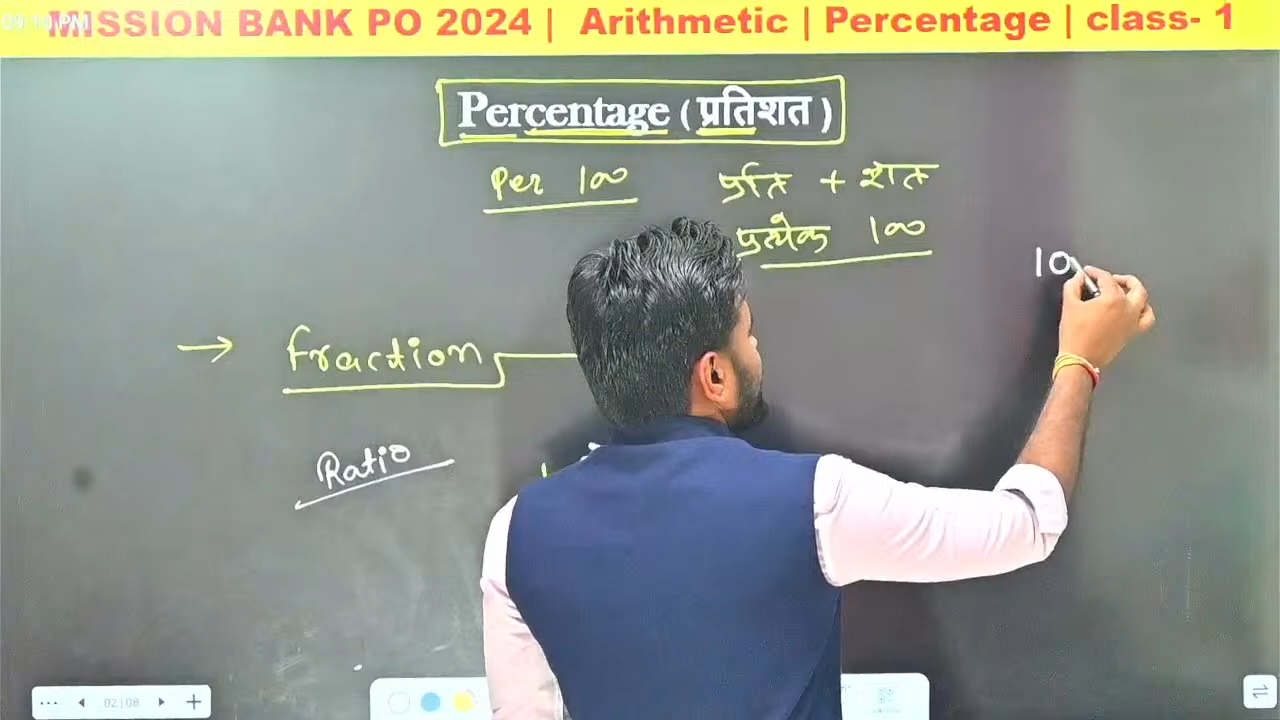 MISSION BANK PO 2024 | Arithmetic | Percentage | class- 1
Percentage ( प्रतिशत )
Per 100 प्रति + शत
प्रत्येक 100
10
Fraction
Ratio
02|08